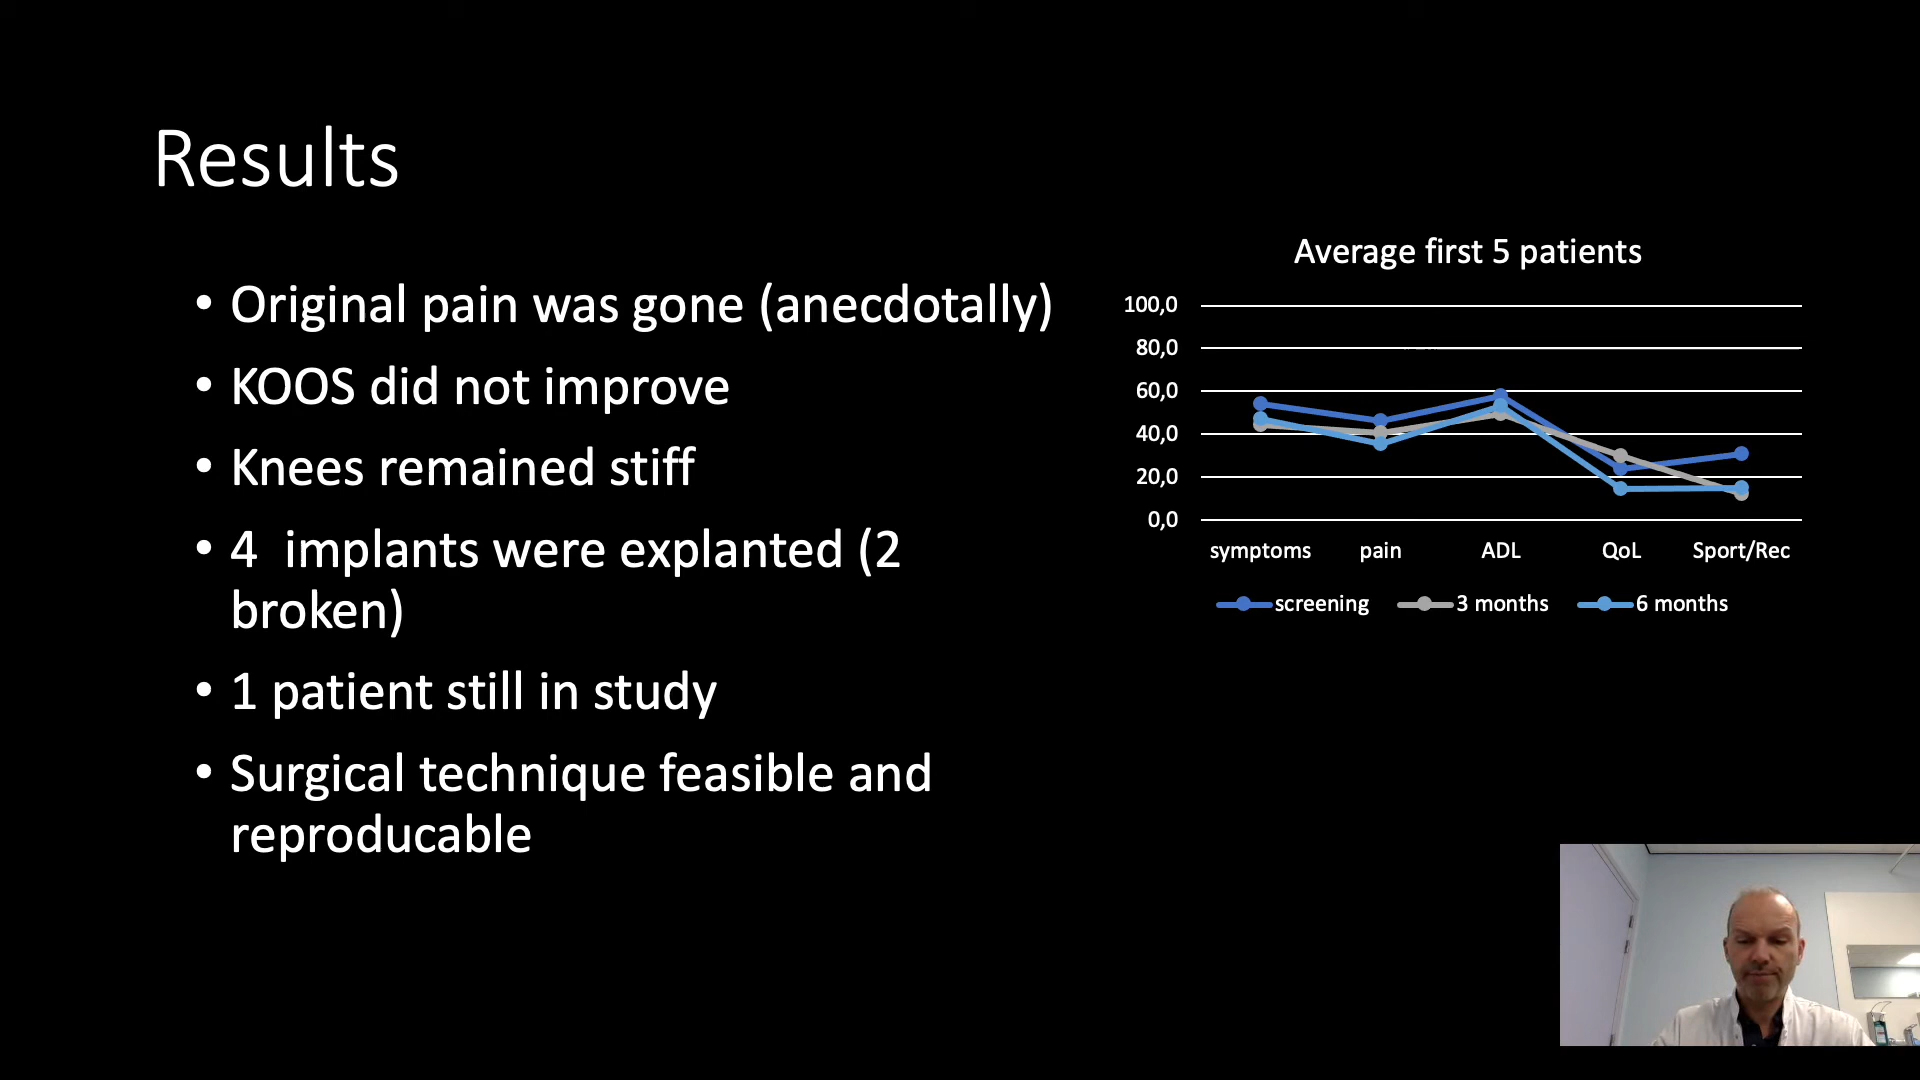 Results
• Original pain was gone (anecdotally)
• KOOS did not improve
• Knees remained stiff
• 4  implants were explanted (2
broken)
• 1 patient still in study
• Surgical technique feasible and
reproducable
Average first 5 patients
100,0
80,0
60,0
40,0
20,0
0,0
symptoms pain ADL QoL Sport/Rec
screening 3 months 6 months